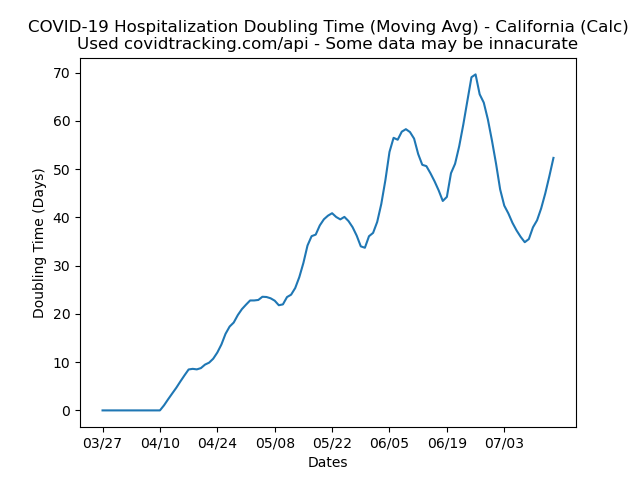 COVID-19 Hospitalization Doubling Time (Moving Avg) - California (Calc)
Used covidtracking.com/api - Some data may be innacurate
70
60
50
40
30
20
10
0
Doubling Time (Days)
03/27 04/10 04/24 05/08 05/22 06/05 06/19 07/03
Dates